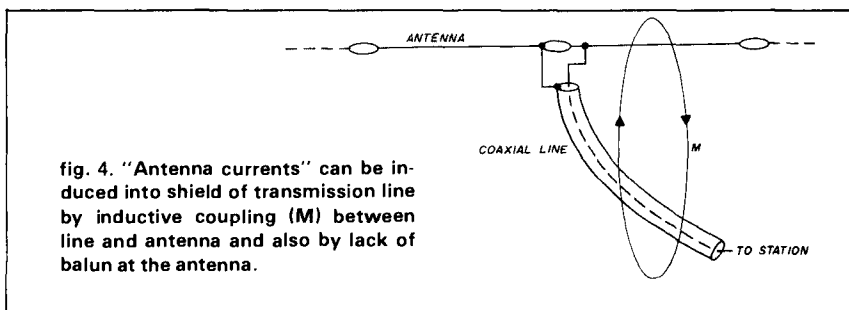 ANTENNA
COAXIAL LINE
M
TO STATION
fig. 4. "Antenna currents" can be in-
duced into shield of transmission line
by inductive coupling (M) between
line and antenna and also by lack of
balun at the antenna.